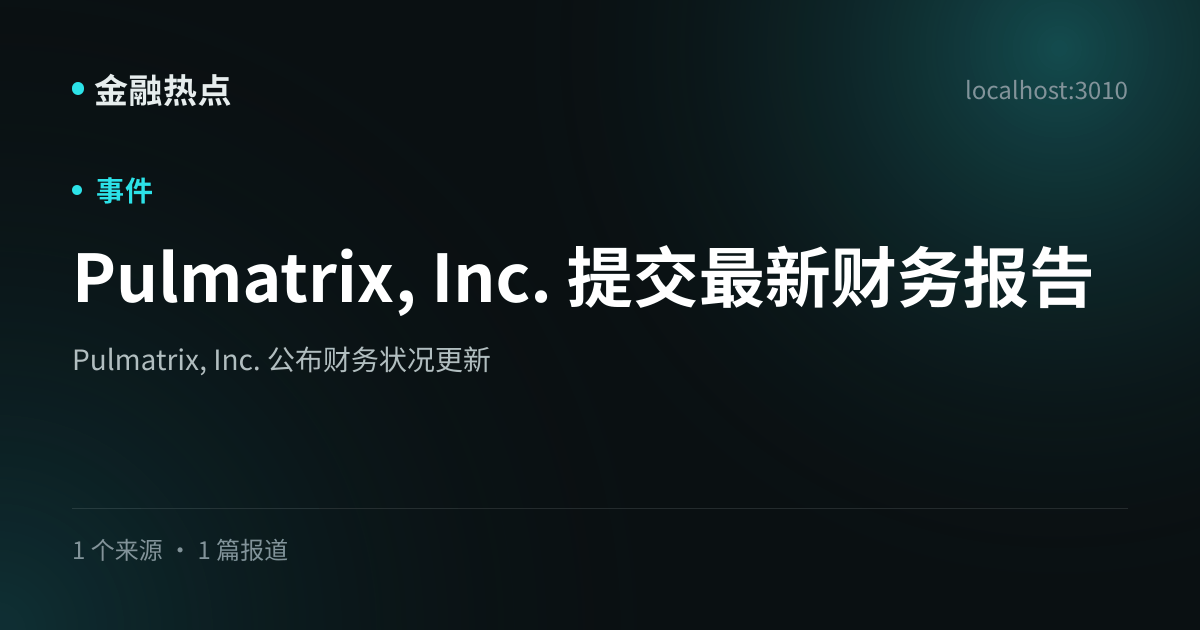 金融热点
localhost:3010
事件
Pulmatrix, Inc. 提交最新财务报告
Pulmatrix, Inc. 公布财务状况更新
1 个来源 · 1 篇报道